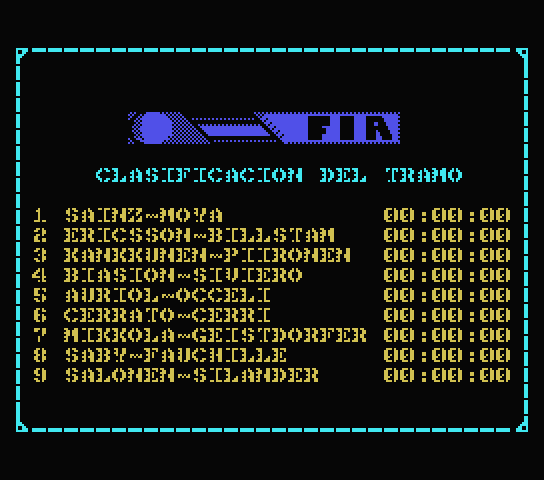 FIA
CLASIFICACION DEL TRAMO
1 SAINZ~MOYA 00:00:00
2 ERICSSON~BILLSTAM 00:00:00
3 KANKKUNEN~PIIRONEN 00:00:00
4 BIASION~SIVIERO 00:00:00
5 AURIOL~OCCELI 00:00:00
6 CERRATO~CERRI 00:00:00
7 MIKKOLA~GEISTDORFER 00:00:00
8 SABY~FAUCHILLE 00:00:00
9 SALONEN~SILANDER 00:00:00